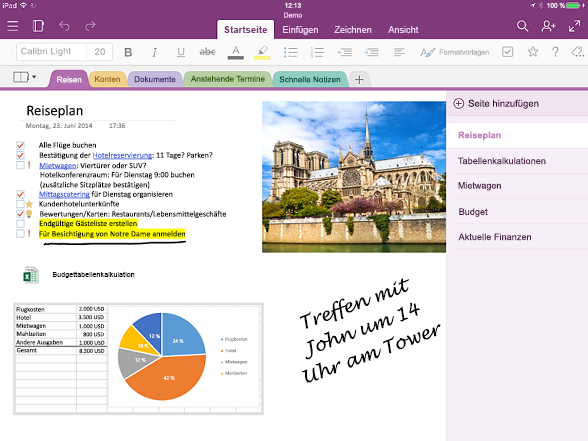 iPad
12:13
100 %
Demo
Startseite Einfügen Zeichnen Ansicht
Calibri Light 20 B I U abc A Formatvorlagen
Reisen Konten Dokumente Anstehende Termine Schnelle Notizen +
Reiseplan
Montag, 23. Juni 2014 17:36
Alle Flüge buchen
Bestätigung der Hotelreservierung: 11 Tage? Parken?
! Mietwagen: Viertürer oder SUV?
Hotelkonferenzraum: Für Dienstag 9:00 buchen
(zusätzliche Sitzplätze bestätigen)
Mittagscatering für Dienstag organisieren
Kundenhotelunterkünfte
Bewertungen/Karten: Restaurants/Lebensmittelgeschäfte
Endgültige Gästeliste erstellen
! Für Besichtigung von Notre Dame anmelden
Budgettabellenkalkulation
Flugkosten 2.000 USD
Hotel 3.500 USD
Mietwagen 1.000 USD
Mahlzeiten 800 USD
Andere Ausgaben 1.000 USD
Gesamt 8.300 USD
24 %
42 %
12 %
12 %
Flugkosten
Hotel
Mietwagen
Mahlzeiten
Treffen mit
John um 14
Uhr am Tower
Seite hinzufügen
Reiseplan
Tabellenkalkulationen
Mietwagen
Budget
Aktuelle Finanzen